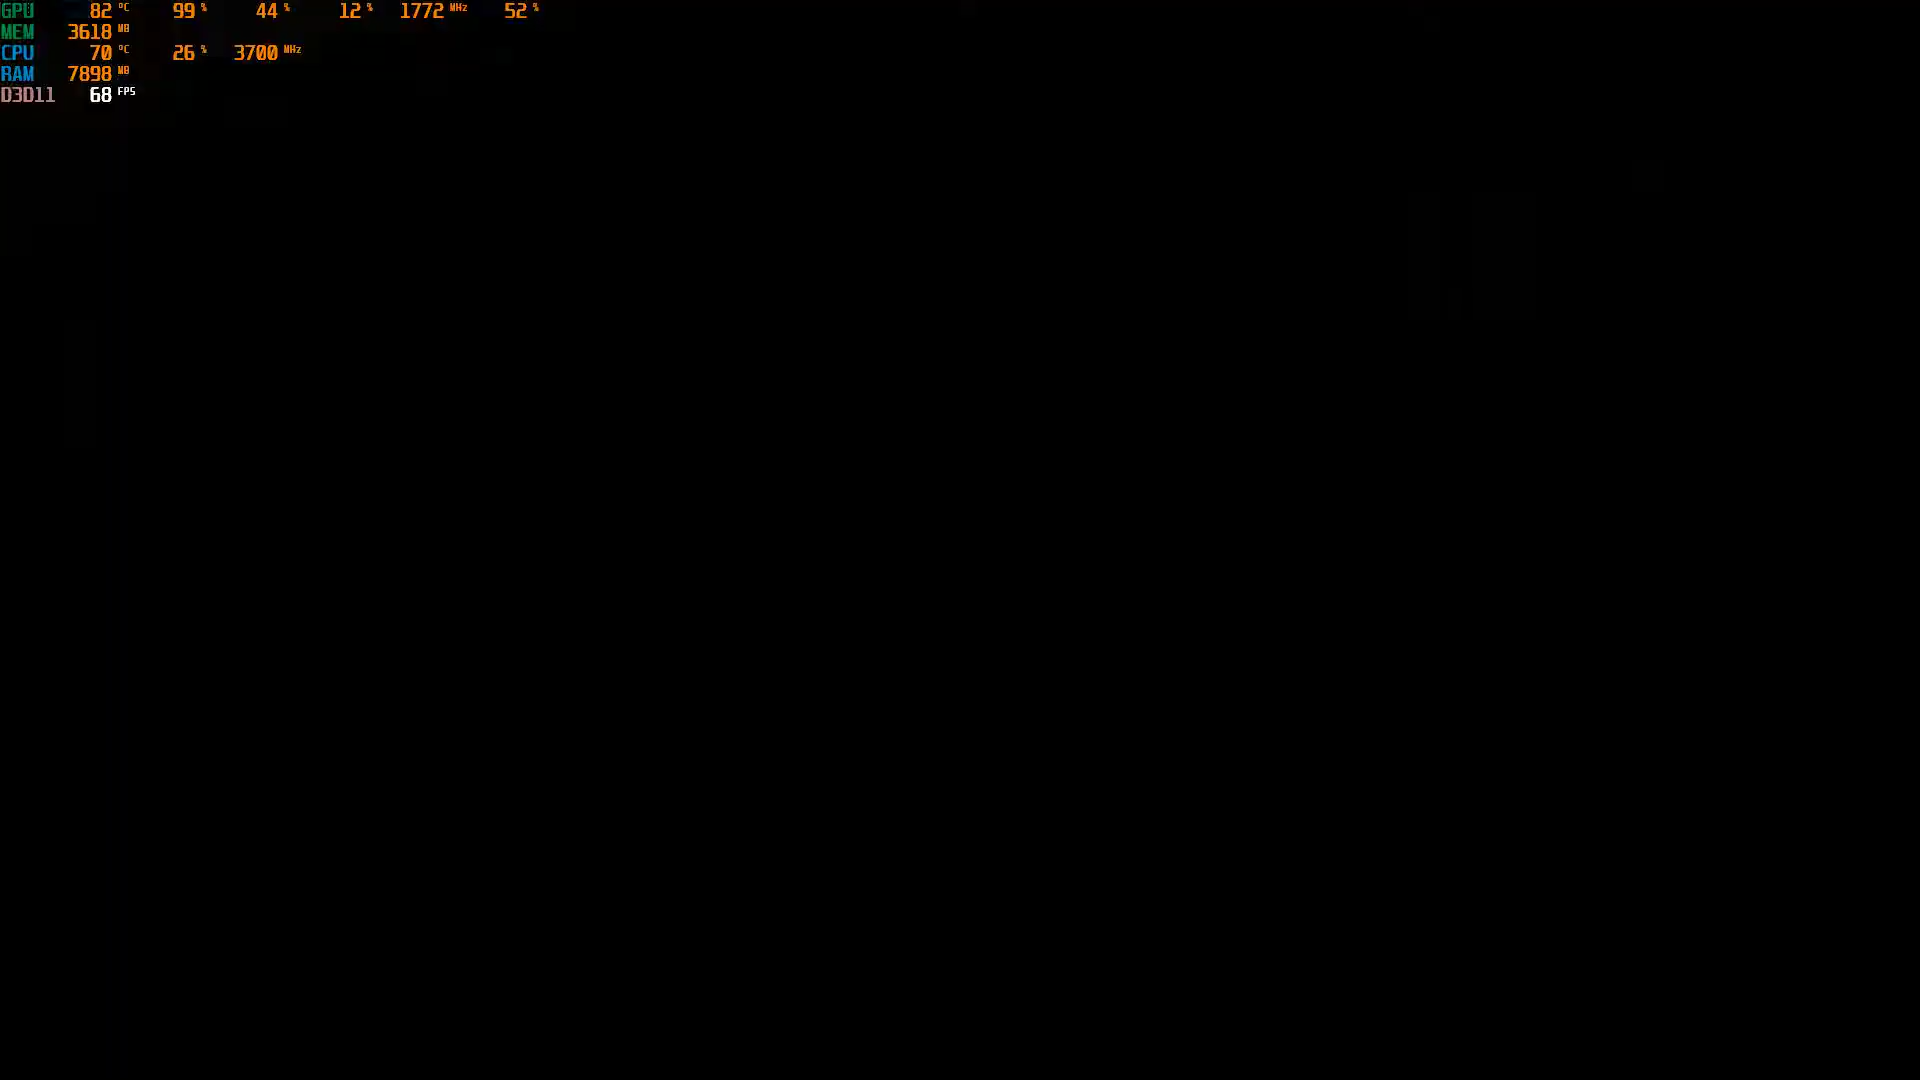 GPU 82 °C 99 % 44 % 12 % 1772 MHz 52 %
MEM 3618 MB
CPU 70 °C 26 % 3700 MHz
RAM 7898 MB
D3D11 68 FPS